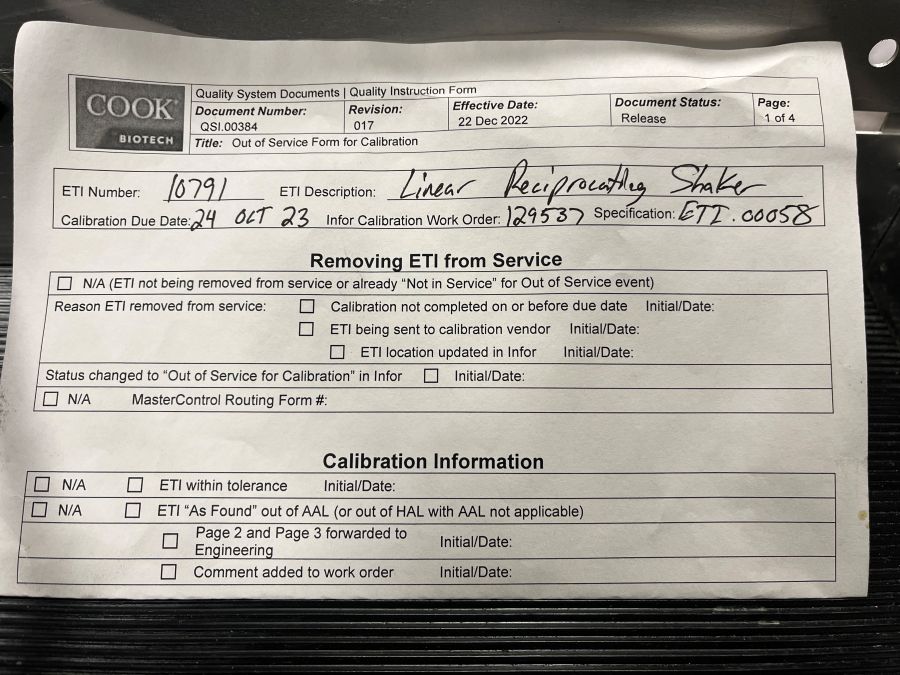 COOK®
BIOTECH
Quality System Documents | Quality Instruction Form
Document Number: QSI.00384
Revision: 017
Effective Date: 22 Dec 2022
Document Status: Release
Page: 1 of 4
Title: Out of Service Form for Calibration
ETI Number: 10791 ETI Description: Linear Reciprocating Shaker
Calibration Due Date: 24 OCT 23 Infor Calibration Work Order: 129537 Specification: ETI.00058
Removing ETI from Service
☐ N/A (ETI not being removed from service or already “Not in Service” for Out of Service event)
Reason ETI removed from service: ☐ Calibration not completed on or before due date Initial/Date:
☐ ETI being sent to calibration vendor Initial/Date:
☐ ETI location updated in Infor Initial/Date:
Status changed to “Out of Service for Calibration” in Infor ☐ Initial/Date:
☐ N/A MasterControl Routing Form #:
Calibration Information
☐ N/A ☐ ETI within tolerance Initial/Date:
☐ N/A ☐ ETI “As Found” out of AAL (or out of HAL with AAL not applicable)
☐ Page 2 and Page 3 forwarded to Engineering Initial/Date:
☐ Comment added to work order Initial/Date: